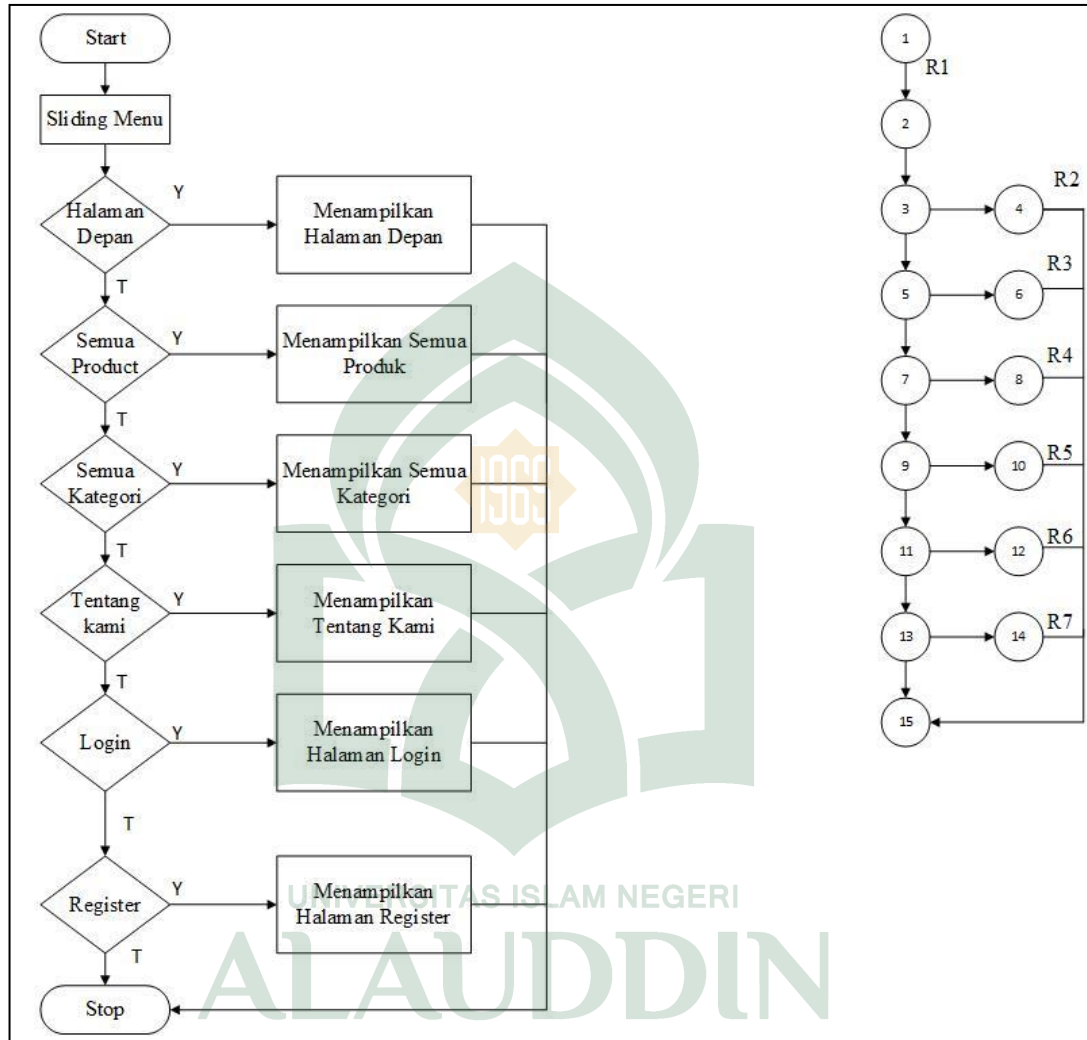 Start
Sliding Menu
Halaman
Depan
Y
Menampilkan
Halaman Depan
T
Semua
Product
Y
Menampilkan Semua
Produk
T
Semua
Kategori
Y
Menampilkan Semua
Kategori
T
Tentang
kami
Y
Menampilkan
Tentang Kami
T
Login
Y
Menampilkan
Halaman Login
T
Register
Y
Menampilkan
Halaman Register
T
Stop
1
R1
2
3
4
R2
5
6
R3
7
8
R4
9
10
R5
11
12
R6
13
14
R7
15
1969
UNIVERSITAS ISLAM NEGERI
ALAUDDIN